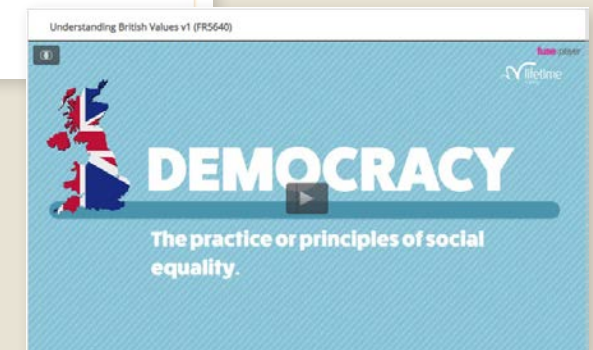 Understanding British Values v1 (FR5640)
fuse player
lifetime
DEMOCRACY
The practice or principles of social
equality.